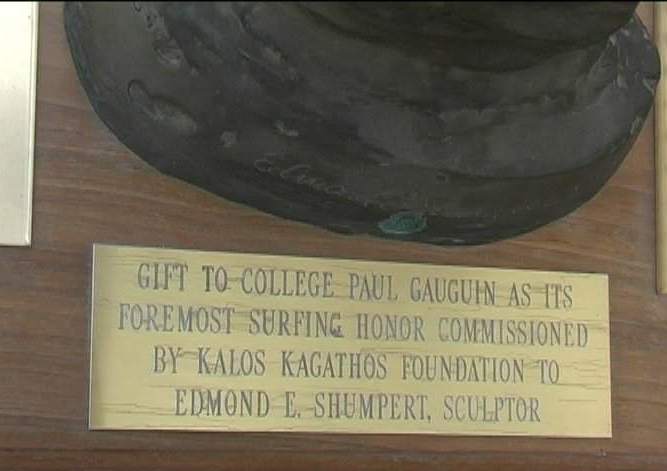 GIFT TO COLLEGE PAUL GAUGUIN AS ITS
FOREMOST SURFING HONOR COMMISSIONED
BY KALOS KAGATHOS FOUNDATION TO
EDMOND E. SHUMPERT, SCULPTOR